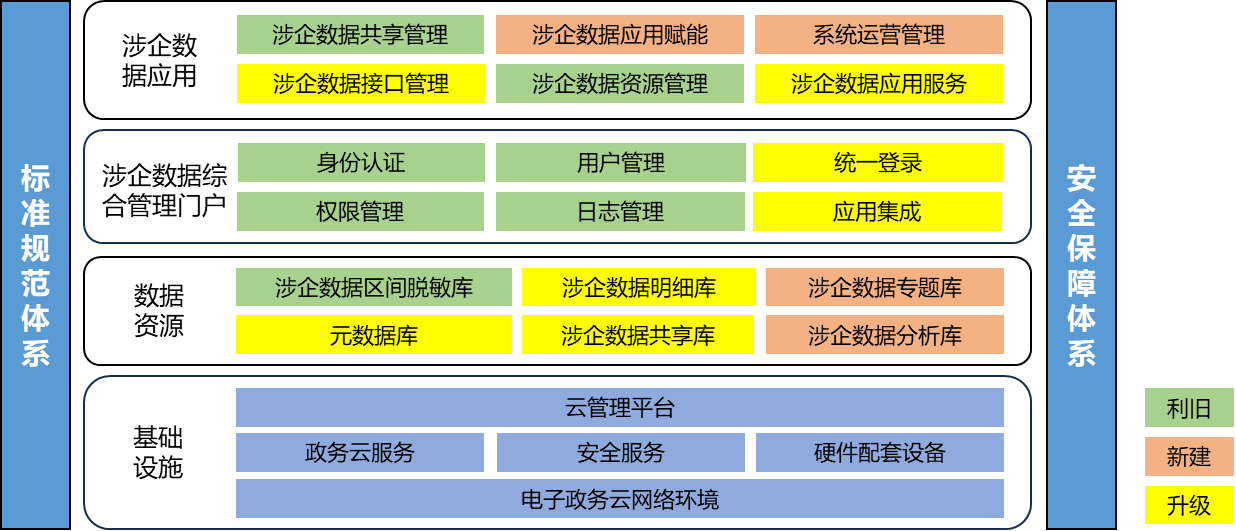 标
准
规
范
体
系
涉企数
据应用
涉企数据共享管理
涉企数据应用赋能
系统运营管理
涉企数据接口管理
涉企数据资源管理
涉企数据应用服务
涉企数据综
合管理门户
身份认证
用户管理
统一登录
权限管理
日志管理
应用集成
数据
资源
涉企数据区间脱敏库
涉企数据明细库
涉企数据专题库
元数据库
涉企数据共享库
涉企数据分析库
基础
设施
云管理平台
政务云服务
安全服务
硬件配套设备
电子政务云网络环境
安
全
保
障
体
系
利旧
新建
升级